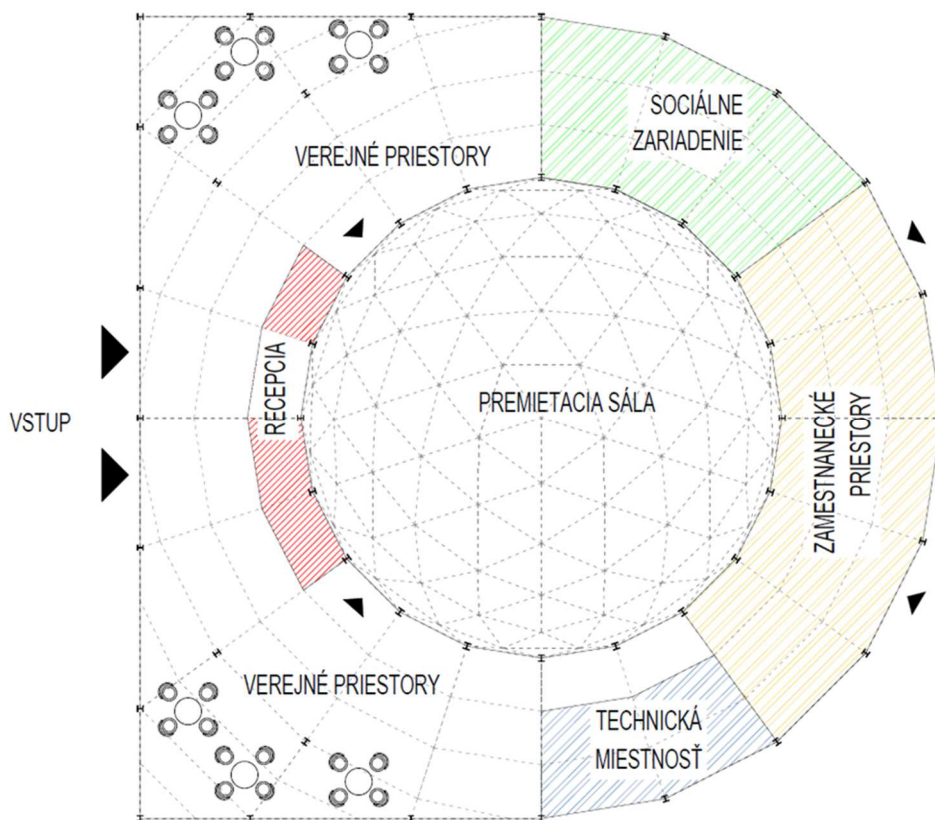 SOCIÁLNE
ZARIADENIE
VEREJNÉ PRIESTORY
RECEPCIA
PREMIETACIA SÁLA
VSTUP
ZAMESTNANECKÉ
PRIESTORY
VEREJNÉ PRIESTORY
TECHNICKÁ
MIESTNOSŤ